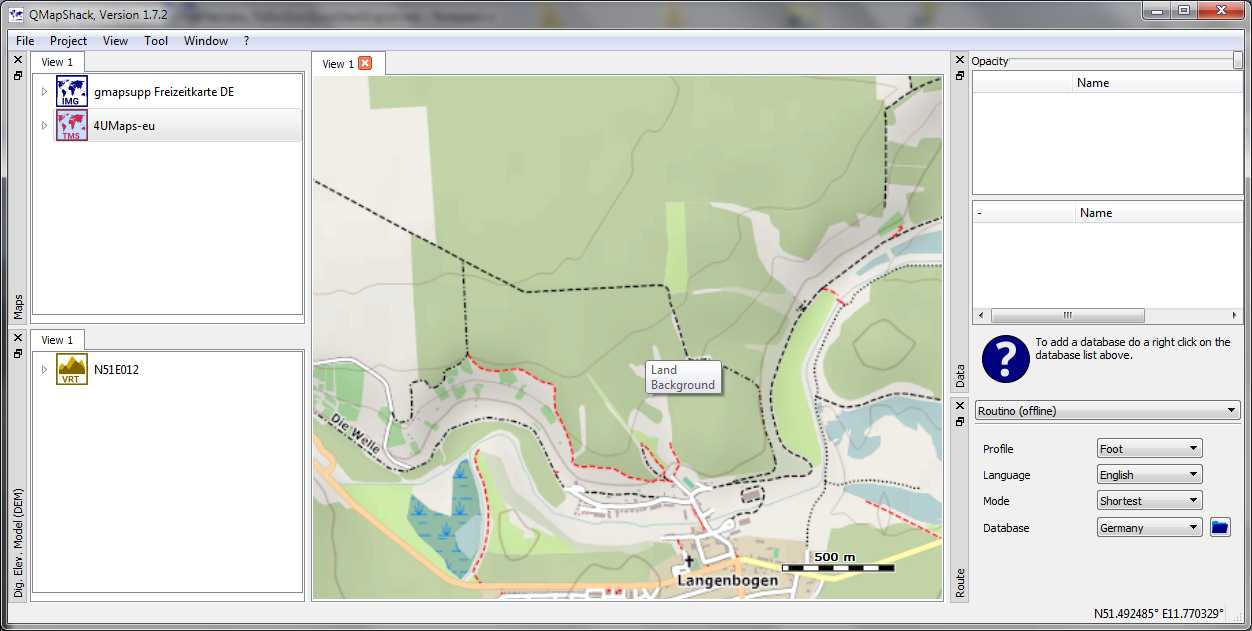 QMapShack, Version 1.7.2
File Project View Tool Window ?
View 1
IMG
gmapsupp Freizeitkarte DE
TMS
4UMaps-eu
Maps
View 1
VRT
N51E012
Dig. Elev. Model (DEM)
View 1
Die Welle
Land
Background
500 m
Langenbogen
Opacity
Name
- Name
?
To add a database do a right click on the
database list above.
Data
Routino (offline)
Profile Foot
Language English
Mode Shortest
Database Germany
Route
N51.492485° E11.770329°